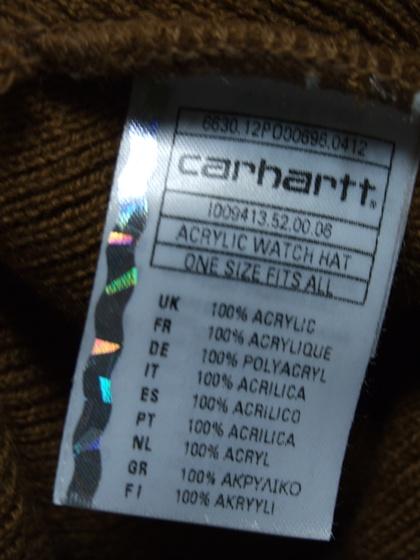 6630.12PO00698.0412
carhartt®
I009413.52.00.06
ACRYLIC WATCH HAT
ONE SIZE FITS ALL
UK 100% ACRYLIC
FR 100% ACRYLIQUE
DE 100% POLYACRYL
IT 100% ACRILICA
ES 100% ACRILICO
PT 100% ACRILICA
NL 100% ACRYL
GR 100% ΑΚΡΥΛΙΚΟ
FI 100% AKRYYLI